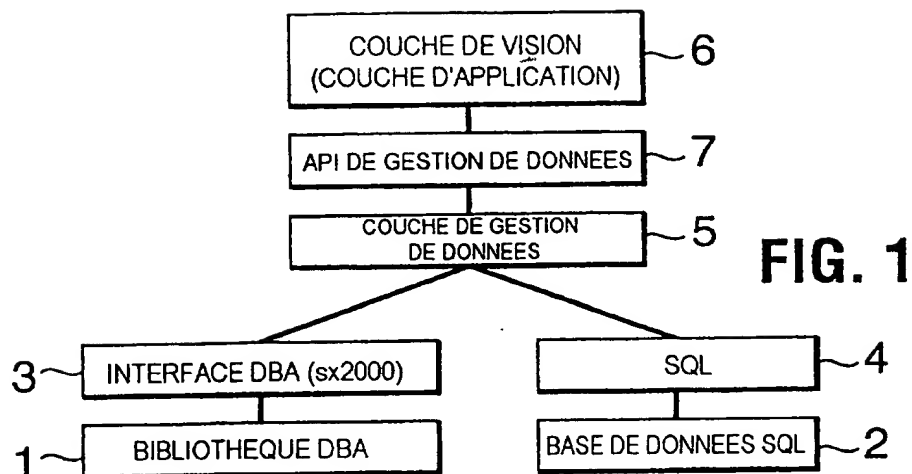 COUCHE DE VISION
(COUCHE D'APPLICATION)
6
API DE GESTION DE DONNEES
7
COUCHE DE GESTION
DE DONNEES
5
FIG. 1
3
INTERFACE DBA (sx2000)
SQL
4
1
BIBLIOTHEQUE DBA
BASE DE DONNEES SQL
2